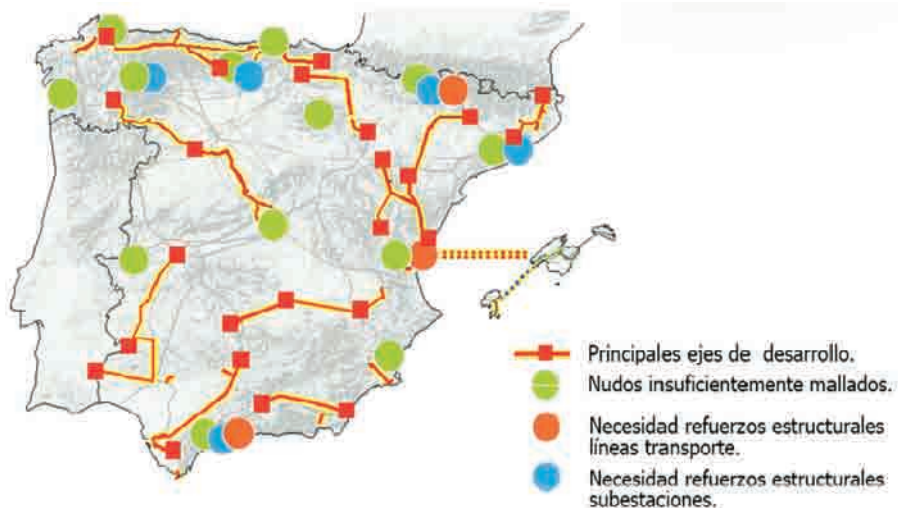 Principales ejes de desarrollo.
Nudos insuficientemente mallados.
Necesidad refuerzos estructurales
líneas transporte.
Necesidad refuerzos estructurales
subestaciones.